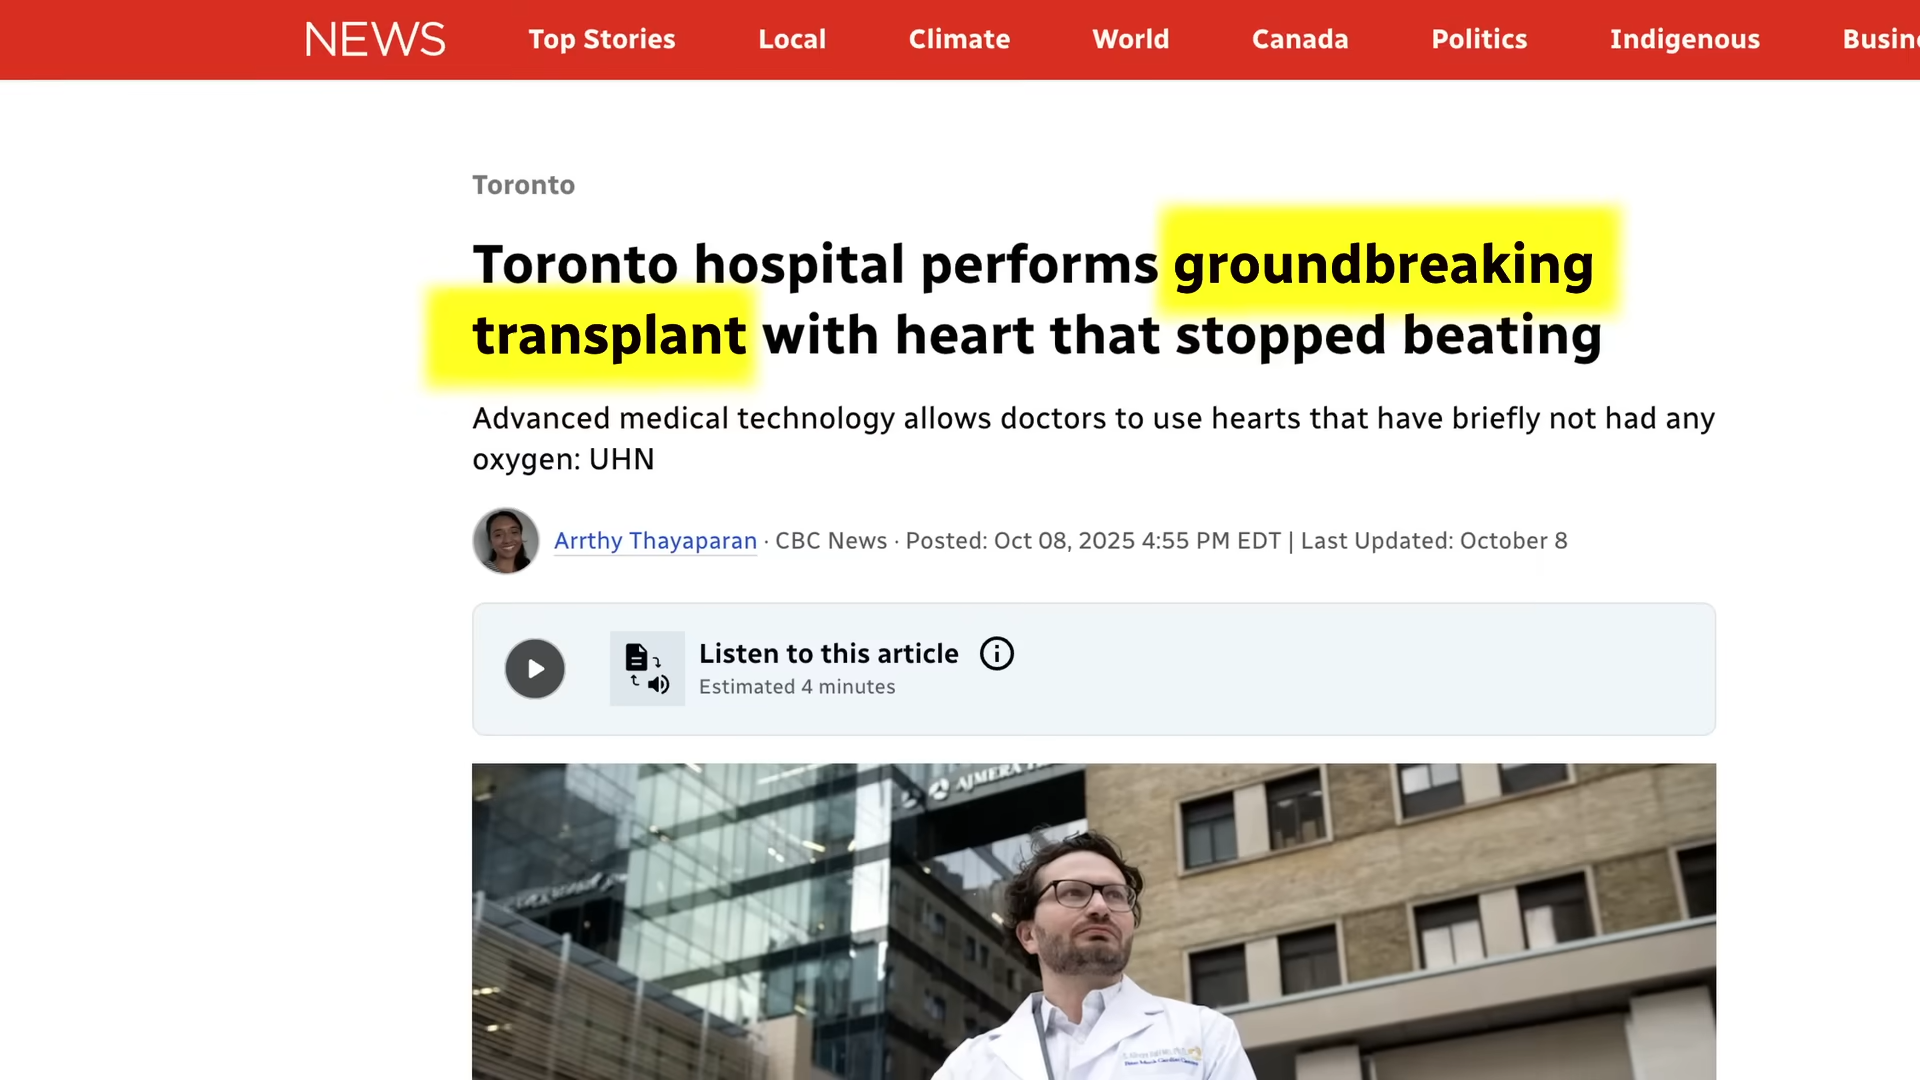 NEWS Top Stories Local Climate World Canada Politics Indigenous
Toronto
Toronto hospital performs groundbreaking
transplant with heart that stopped beating
Advanced medical technology allows doctors to use hearts that have briefly not had any
oxygen: UHN
Arrthy Thayaparan · CBC News · Posted: Oct 08, 2025 4:55 PM EDT | Last Updated: October 8
Listen to this article
Estimated 4 minutes
AJMERA